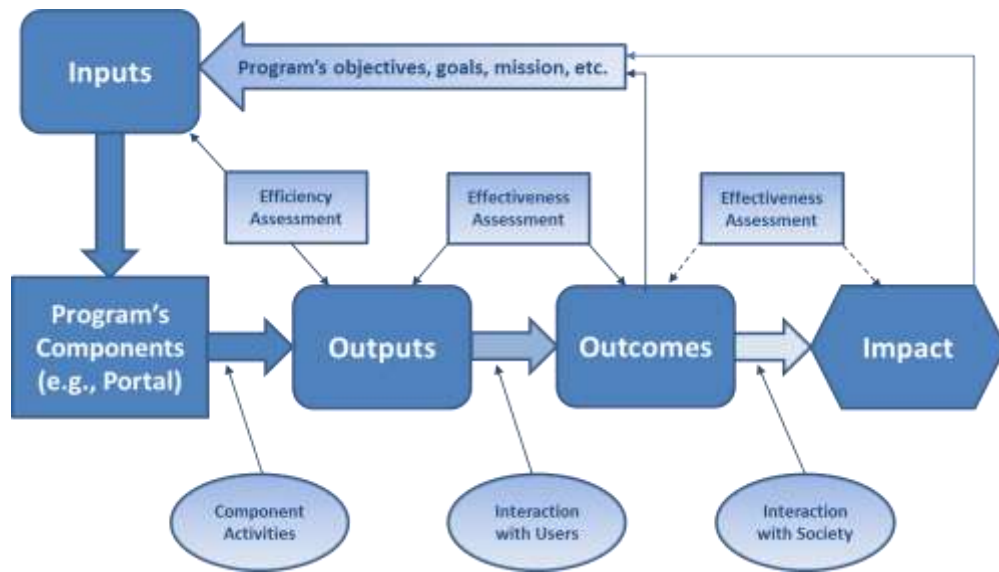 Inputs
Program's objectives, goals, mission, etc.
Efficiency
Assessment
Effectiveness
Assessment
Effectiveness
Assessment
Program's
Components
(e.g., Portal)
Outputs
Outcomes
Impact
Component
Activities
Interaction
with Users
Interaction
with Society